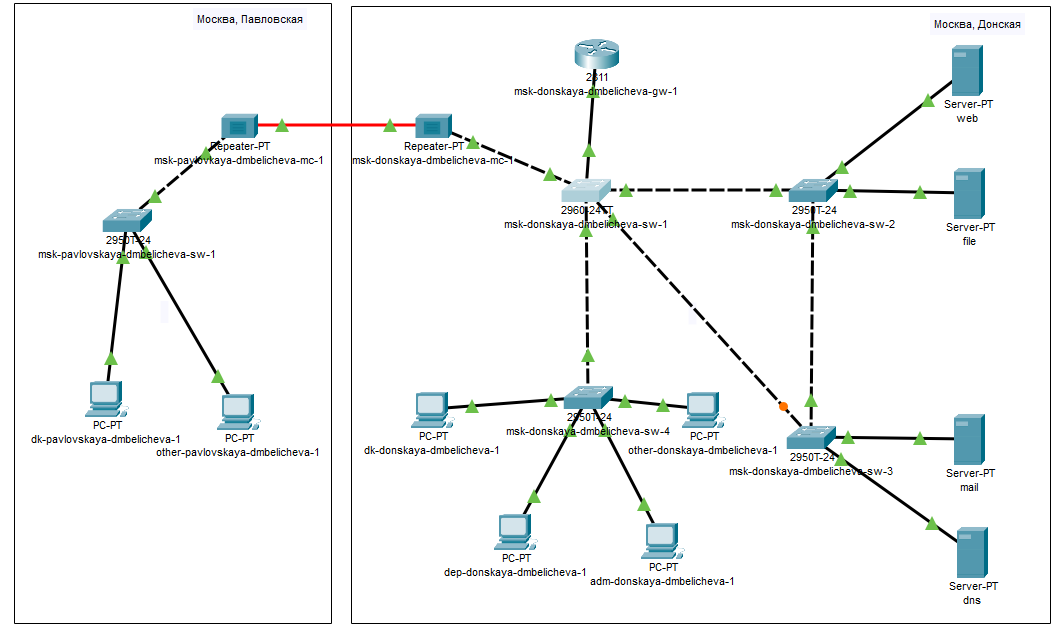 Москва, Павловская
Москва, Донская
2811
msk-donskaya-dmbelicheva-gw-1
Server-PT
web
Repeater-PT
msk-pavlovkaya-dmbelicheva-mc-1
Repeater-PT
msk-donskaya-dmbelicheva-mc-1
2950T-24
msk-pavlovskaya-dmbelicheva-sw-1
2960-24TT
msk-donskaya-dmbelicheva-sw-1
2950T-24
msk-donskaya-dmbelicheva-sw-2
Server-PT
file
PC-PT
dk-pavlovskaya-dmbelicheva-1
PC-PT
other-pavlovskaya-dmbelicheva-1
PC-PT
dk-donskaya-dmbelicheva-1
2950T-24
msk-donskaya-dmbelicheva-sw-4
PC-PT
other-donskaya-dmbelicheva-1
2950T-24
msk-donskaya-dmbelicheva-sw-3
Server-PT
mail
PC-PT
dep-donskaya-dmbelicheva-1
PC-PT
adm-donskaya-dmbelicheva-1
Server-PT
dns